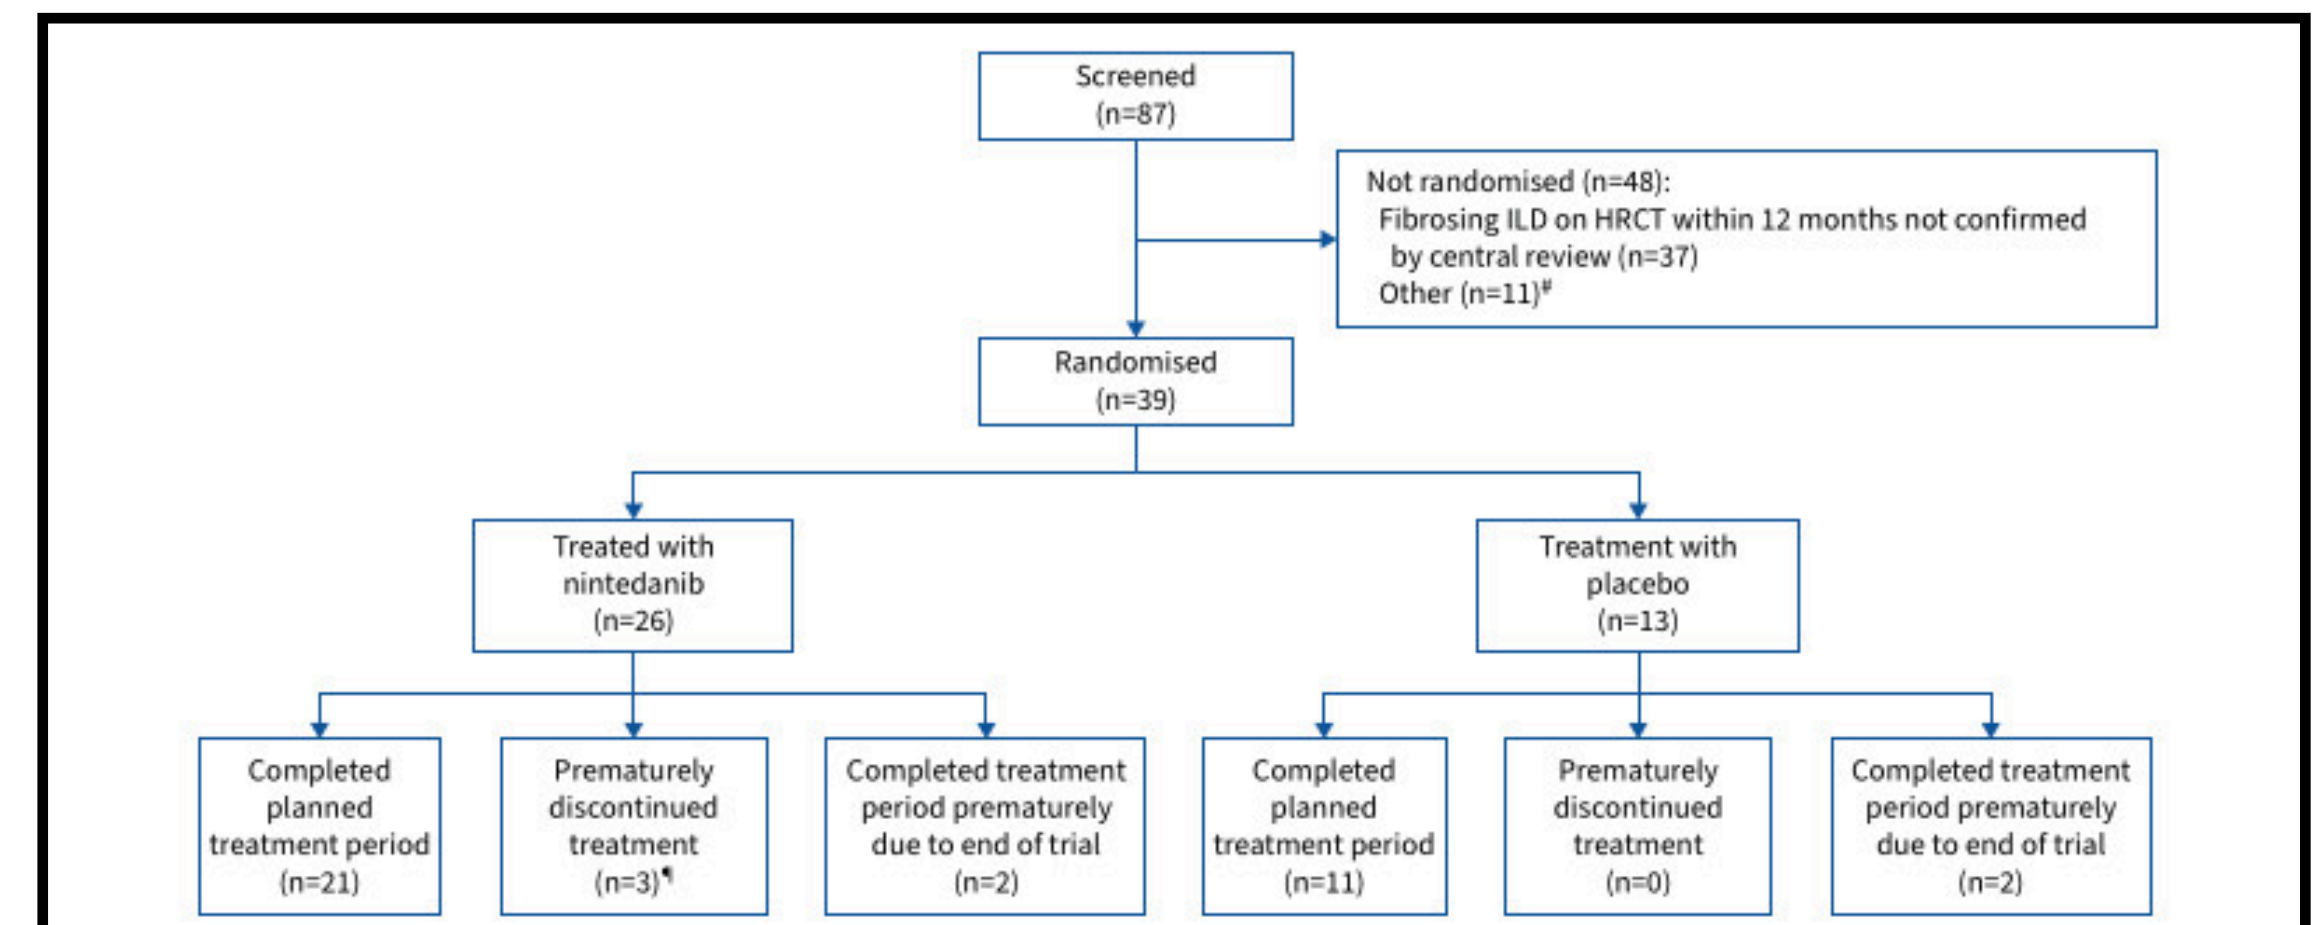 Screened
(n=87)
Not randomised (n=48):
Fibrosing ILD on HRCT within 12 months not confirmed
by central review (n=37)
Other (n=11)#
Randomised
(n=39)
Treated with
nintedanib
(n=26)
Treatment with
placebo
(n=13)
Completed
planned
treatment period
(n=21)
Prematurely
discontinued
treatment
(n=3)¶
Completed treatment
period prematurely
due to end of trial
(n=2)
Completed
planned
treatment period
(n=11)
Prematurely
discontinued
treatment
(n=0)
Completed treatment
period prematurely
due to end of trial
(n=2)